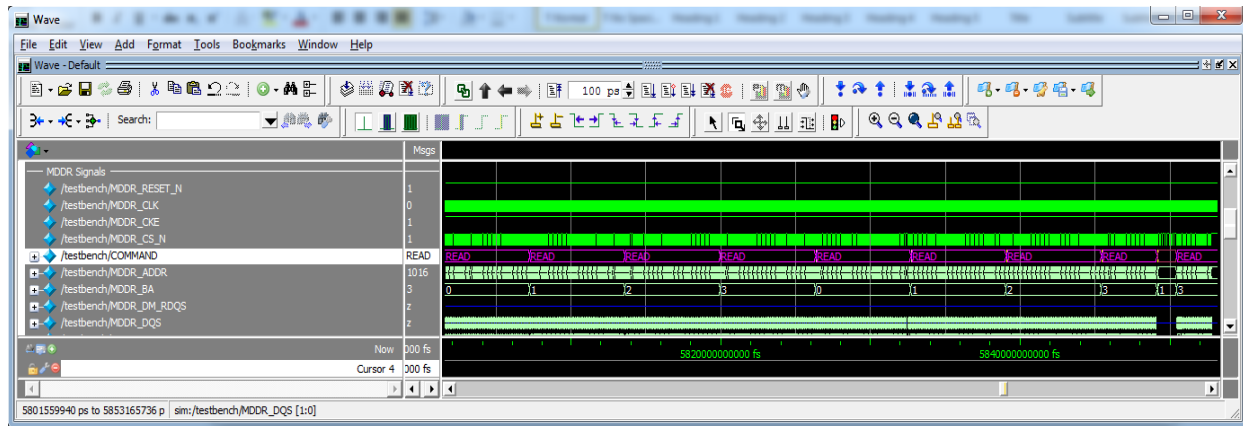 Wave
File Edit View Add Format Tools Bookmarks Window Help
Wave - Default
100 ps
Search:
Msgs
MDDR Signals
/testbench/MDDR_RESET_N 1
/testbench/MDDR_CLK 0
/testbench/MDDR_CKE 1
/testbench/MDDR_CS_N 1
/testbench/COMMAND READ READ READ READ READ READ READ READ READ READ
/testbench/MDDR_ADDR 1016
/testbench/MDDR_BA 3 0 1 2 3 0 1 2 3 1 3
/testbench/MDDR_DM_RDQS z
/testbench/MDDR_DQS z
Now 000 fs 5820000000000 fs 5840000000000 fs
Cursor 4 000 fs
5801559940 ps to 5853165736 p sim:/testbench/MDDR_DQS [1:0]